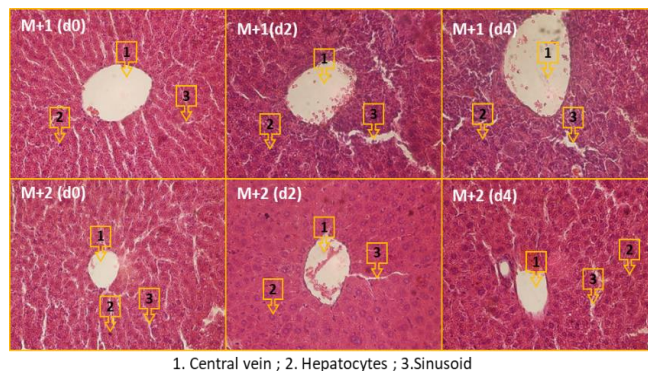 M+1 (d0)
1
2
3
M+1(d2)
1
2
3
M+1 (d4)
1
2
3
M+2 (d0)
1
2
3
M+2 (d2)
1
2
3
M+2 (d4)
1
2
3
1. Central vein ; 2. Hepatocytes ; 3.Sinusoid